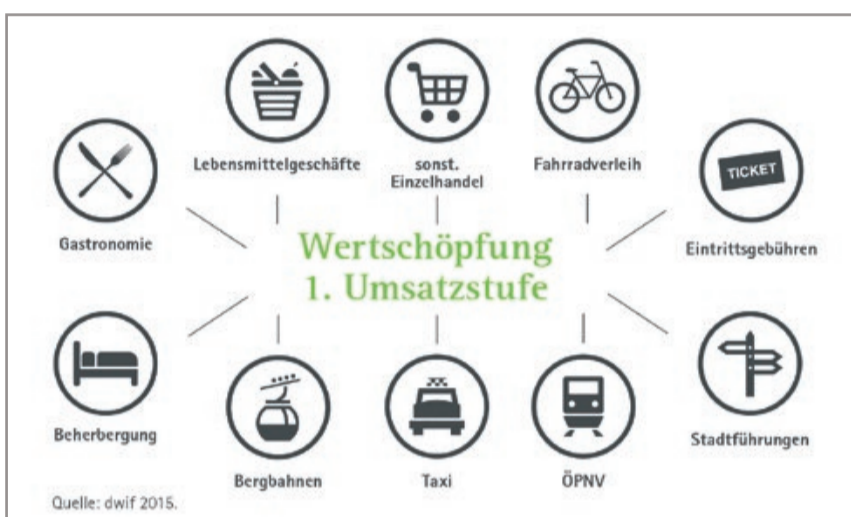 Lebensmittelgeschäfte
sonst.
Einzelhandel
Fahrradverleih
TICKET
Gastronomie
Eintrittsgebühren
Wertschöpfung
1. Umsatzstufe
Beherbergung
Stadtführungen
Bergbahnen
Taxi
ÖPNV
Quelle: dwif 2015.